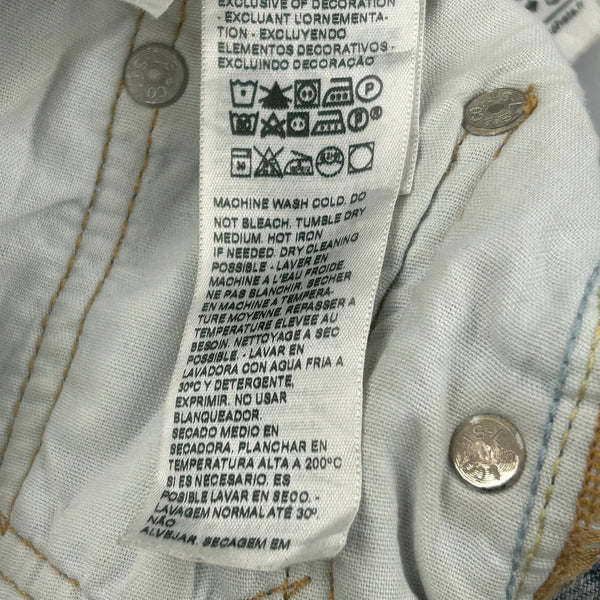 EXCLUSIVE OF DECORATION
- EXCLUANT L'ORNEMENTA-
TION - EXCLUYENDO
ELEMENTOS DECORATIVOS -
EXCLUINDO DECORAÇÃO
P
MACHINE WASH COLD. DO
NOT BLEACH. TUMBLE DRY
MEDIUM. HOT IRON
IF NEEDED. DRY CLEANING
POSSIBLE - LAVER EN
MACHINE A L'EAU FROIDE
NE PAS BLANCHIR. SECHER
EN MACHINE A TEMPERA-
TURE MOYENNE. REPASSER A
TEMPERATURE ELEVEE AU
BESOIN. NETTOYAGE A SEC
POSSIBLE. - LAVAR EN
LAVADORA CON AGUA FRIA A
30ºC Y DETERGENTE,
EXPRIMIR. NO USAR
BLANQUEADOR.
SECADO MEDIO EN
SECADORA. PLANCHAR EN
TEMPERATURA ALTA A 200ºC
SI ES NECESARIO. ES
POSIBLE LAVAR EN SECO. -
LAVAGEM NORMAL ATÉ 30º.
NÃO
ALVEJAR. SECAGEM EM